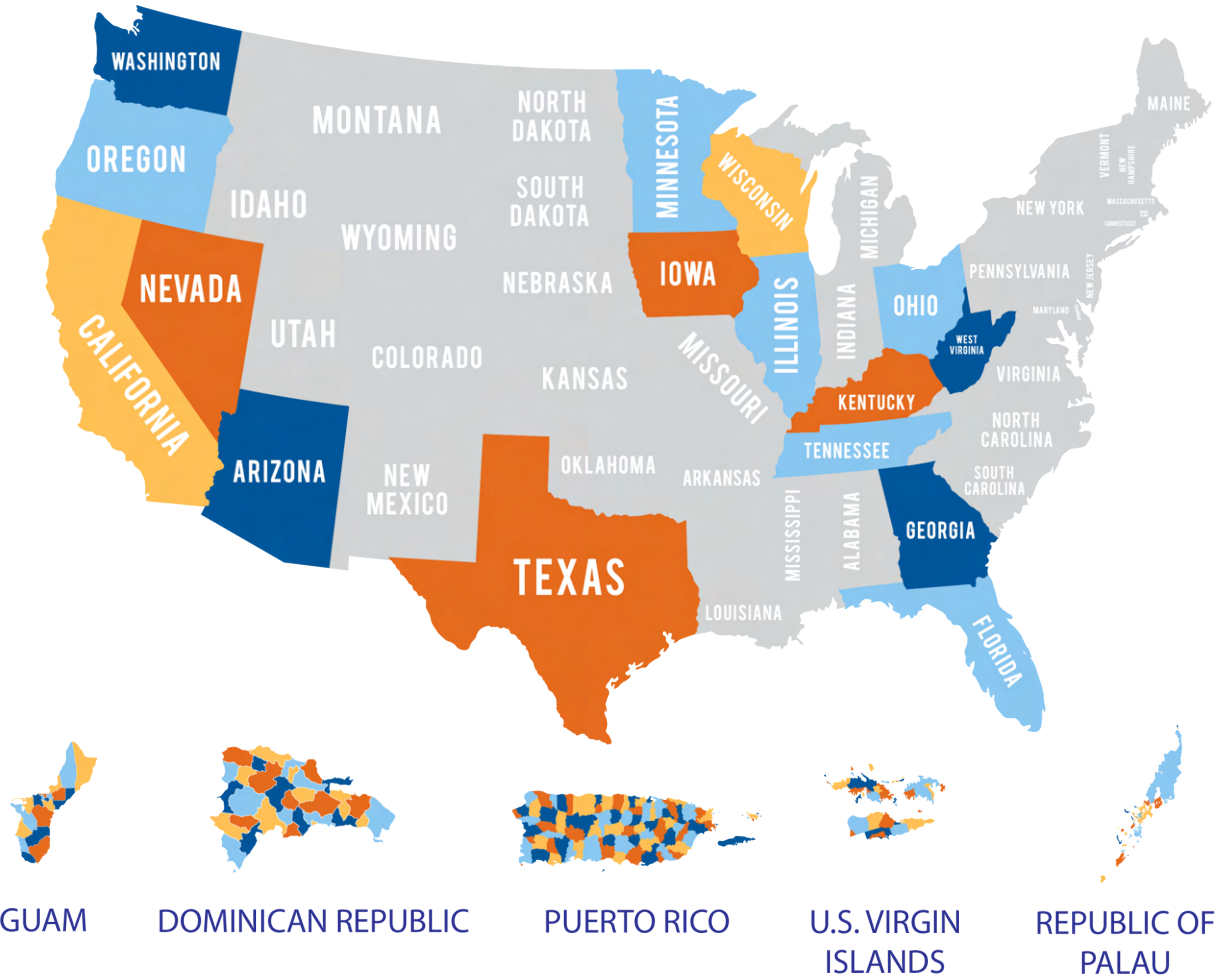 WASHINGTON
OREGON
CALIFORNIA
NEVADA
IDAHO
MONTANA
WYOMING
UTAH
ARIZONA
COLORADO
NEW
MEXICO
NORTH
DAKOTA
SOUTH
DAKOTA
NEBRASKA
KANSAS
OKLAHOMA
TEXAS
MINNESOTA
IOWA
MISSOURI
ARKANSAS
LOUISIANA
WISCONSIN
ILLINOIS
MICHIGAN
INDIANA
OHIO
KENTUCKY
TENNESSEE
MISSISSIPPI
ALABAMA
GEORGIA
FLORIDA
SOUTH
CAROLINA
NORTH
CAROLINA
VIRGINIA
WEST
VIRGINIA
MARYLAND
PENNSYLVANIA
NEW JERSEY
NEW YORK
CONNECTICUT
MASSACHUSETTS
VERMONT
NEW
HAMPSHIRE
MAINE
GUAM
DOMINICAN REPUBLIC
PUERTO RICO
U.S. VIRGIN
ISLANDS
REPUBLIC OF
PALAU